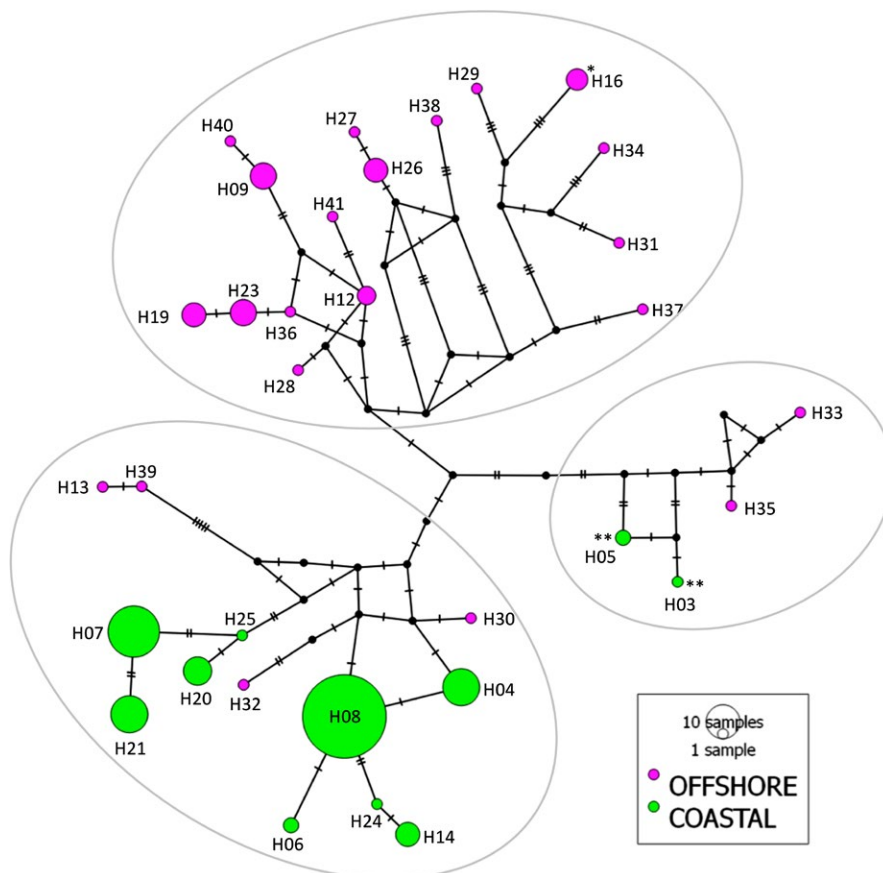 H29
*
H16
H38
H27
H40
H34
H26
H09
H41
H31
H12
H23
H19
H36
H37
H28
H33
H39
H13
H35
**
H05
**
H03
H25
H30
H07
H20
H04
H32
H08
H21
H24
H14
H06
10 samples
1 sample
OFFSHORE
COASTAL